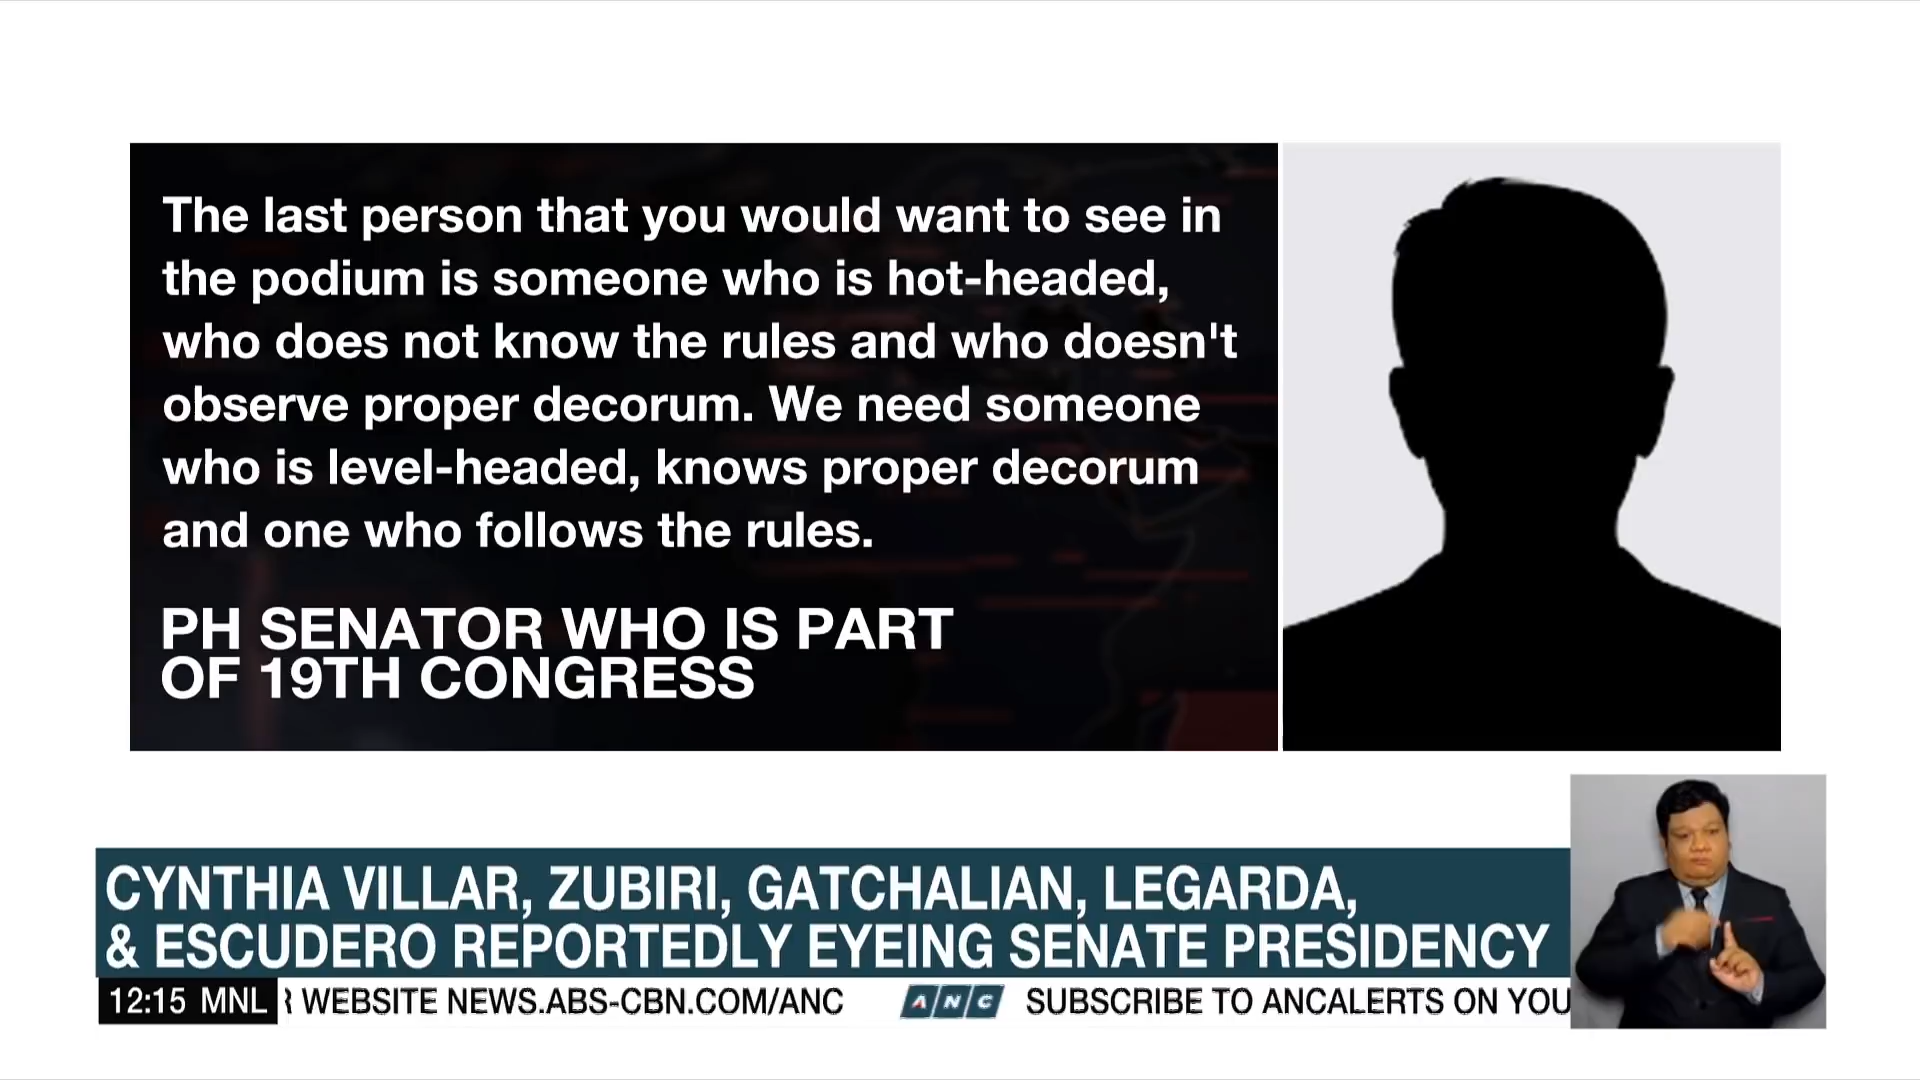 The last person that you would want to see in
the podium is someone who is hot-headed,
who does not know the rules and who doesn't
observe proper decorum. We need someone
who is level-headed, knows proper decorum
and one who follows the rules.
PH SENATOR WHO IS PART
OF 19TH CONGRESS
CYNTHIA VILLAR, ZUBIRI, GATCHALIAN, LEGARDA,
& ESCUDERO REPORTEDLY EYEING SENATE PRESIDENCY
12:15 MNL WEBSITE NEWS.ABS-CBN.COM/ANC ANC SUBSCRIBE TO ANCALERTS ON YOU